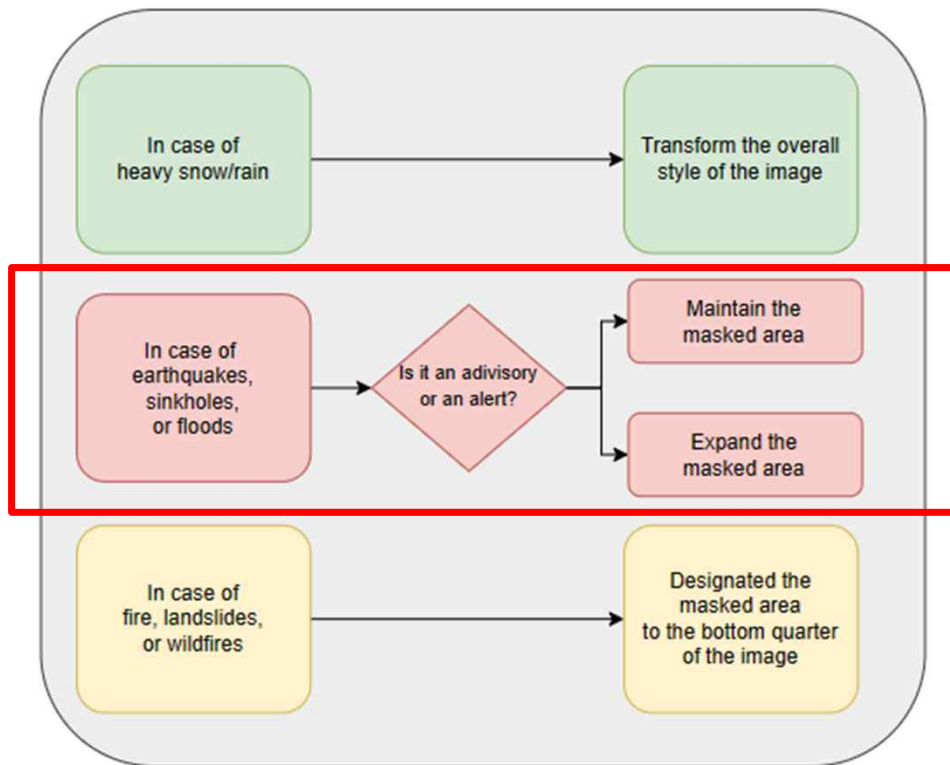 In case of
heavy snow/rain
Transform the overall
style of the image
In case of
earthquakes,
sinkholes,
or floods
Is it an adivisory
or an alert?
Maintain the
masked area
Expand the
masked area
In case of
fire, landslides,
or wildfires
Designated the
masked area
to the bottom quarter
of the image